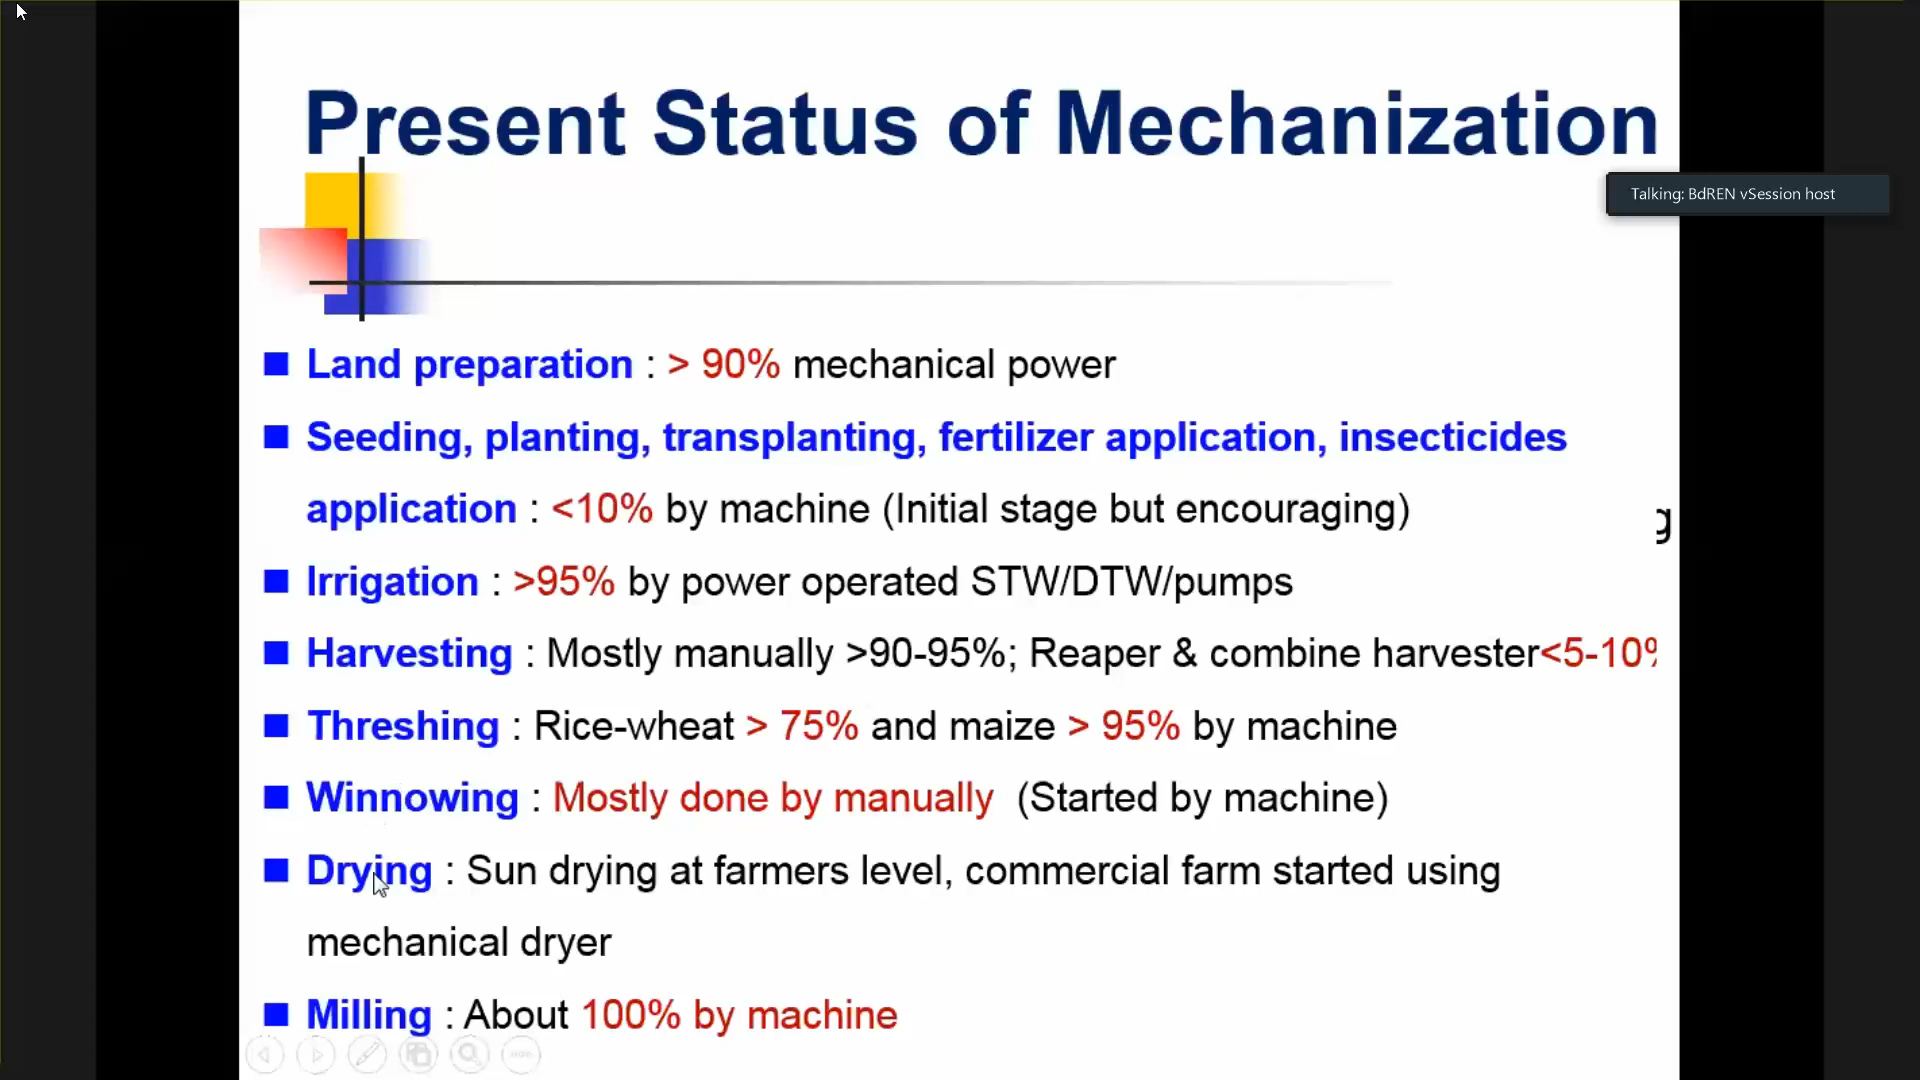 Present Status of Mechanization
Talking: BdREN vSession host
Land preparation : > 90% mechanical power
Seeding, planting, transplanting, fertilizer application, insecticides
application : <10% by machine (Initial stage but encouraging)
g
Irrigation : >95% by power operated STW/DTW/pumps
Harvesting : Mostly manually >90-95%; Reaper & combine harvester<5-10%
Threshing : Rice-wheat > 75% and maize > 95% by machine
Winnowing : Mostly done by manually (Started by machine)
Drying : Sun drying at farmers level, commercial farm started using
mechanical dryer
Milling : About 100% by machine